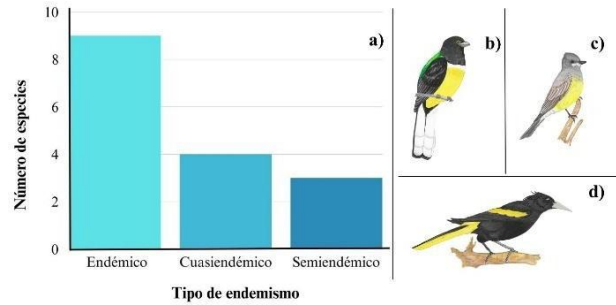 10
8
6
4
2
0
Número de especies
Endémico
Cuasiendémico
Semiendémico
Tipo de endemismo
a)
b)
c)
d)